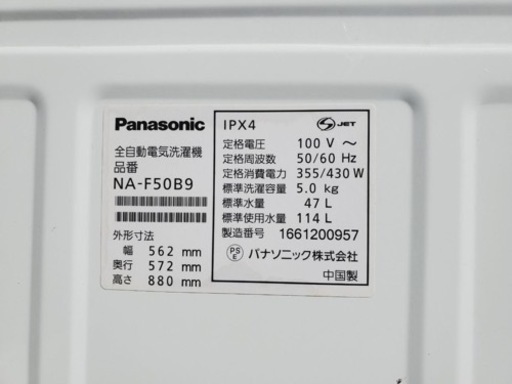 Panasonic
全自動電気洗濯機
品番
NA-F50B9
外形寸法
幅 562 mm
奥行 572 mm
高さ 880 mm
IPX4
S JET
定格電圧 100 V ～
定格周波数 50/60 Hz
定格消費電力 355/430 W
標準洗濯容量 5.0 kg
標準水量 47 L
標準使用水量 114 L
製造番号 1661200957
PS E パナソニック株式会社
中国製